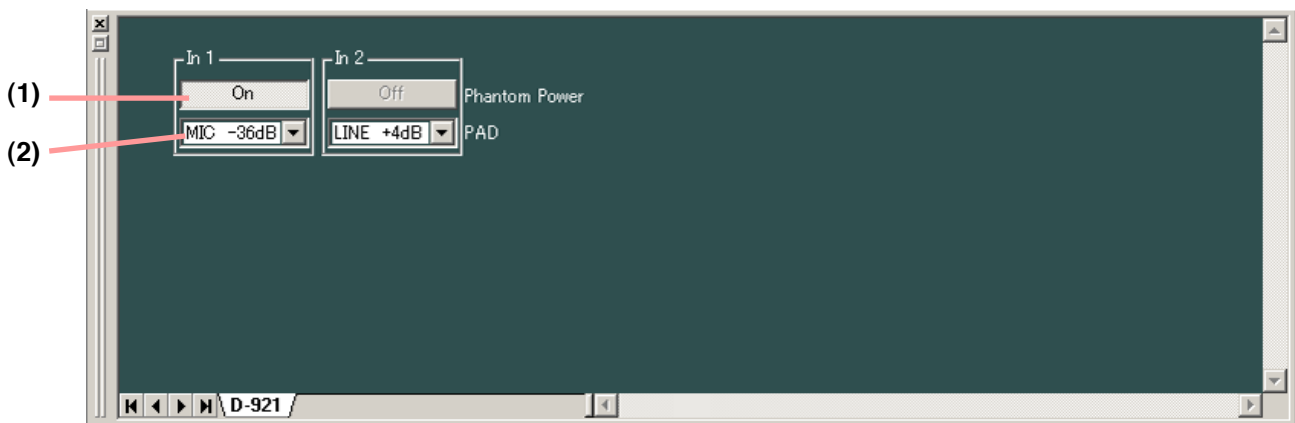 In 1 In 2
(1) On Off Phantom Power
(2) MIC -36dB LINE +4dB PAD
D-921